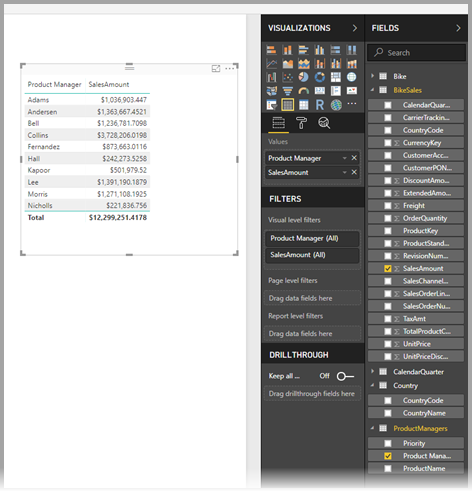 Product Manager SalesAmount
Adams $1,036,903.447
Andersen $1,363,667.4521
Bell $1,236,781.7098
Collins $3,728,206.0198
Fernandez $873,663.0116
Hall $242,273.5258
Kapoor $501,979.52
Lee $1,391,190.1879
Morris $1,271,108.1925
Nicholls $221,836.756
Total $12,299,251.4178
VISUALIZATIONS
R
Values
Product Manager
SalesAmount
FILTERS
Visual level filters
Product Manager (All)
SalesAmount (All)
Page level filters
Drag data fields here
Report level filters
Drag data fields here
DRILLTHROUGH
Keep all ... Off
Drag drillthrough fields here
FIELDS
Search
Bike
BikeSales
CalendarQuar...
CarrierTrackin...
CountryCode
CurrencyKey
CustomerAcc...
CustomerPON...
DiscountAmo...
ExtendedAmo...
Freight
OrderQuantity
ProductKey
ProductStand...
RevisionNum...
SalesAmount
SalesChannel...
SalesOrderLin...
SalesOrderNu...
TaxAmt
TotalProductC...
UnitPrice
UnitPriceDisc...
CalendarQuarter
Country
CountryCode
CountryName
ProductManagers
Priority
Product Mana...
ProductName